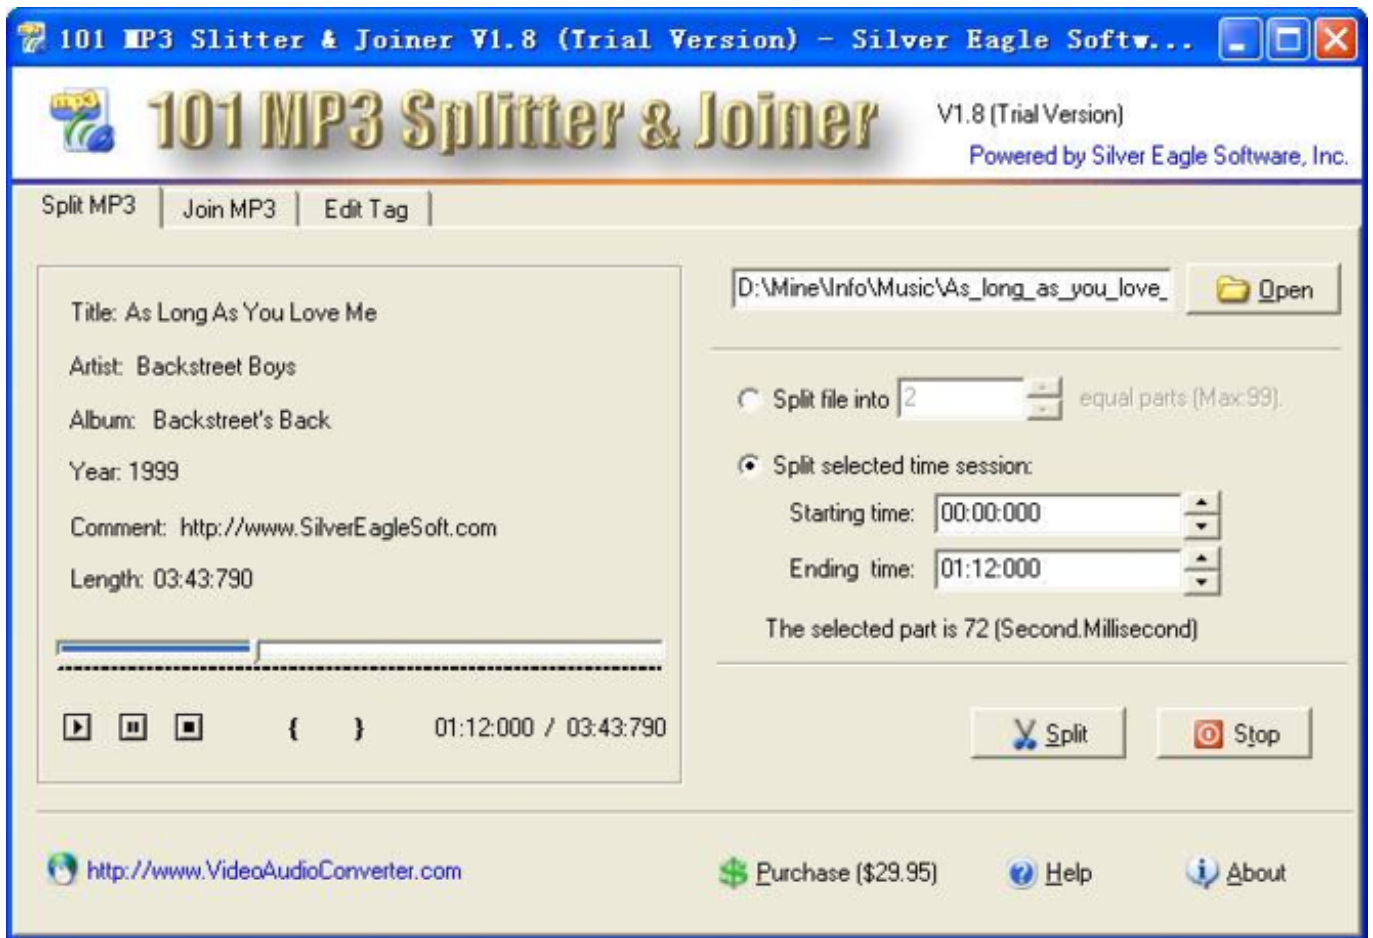 101 MP3 Slitter & Joiner V1.8 (Trial Version) - Silver Eagle Softw...
mp3
101 MP3 Splitter & Joiner
V1.8 (Trial Version)
Powered by Silver Eagle Software, Inc.
Split MP3 Join MP3 Edit Tag
Title: As Long As You Love Me
Artist: Backstreet Boys
Album: Backstreet's Back
Year: 1999
Comment: http://www.SilverEagleSoft.com
Length: 03:43:790
{ } 01:12:000 / 03:43:790
D:\Mine\Info\Music\As_long_as_you_love_ Open
Split file into 2 equal parts (Max:99).
Split selected time session:
Starting time: 00:00:000
Ending time: 01:12:000
The selected part is 72 (Second.Millisecond)
Split Stop
http://www.VideoAudioConverter.com Purchase ($29.95) Help About